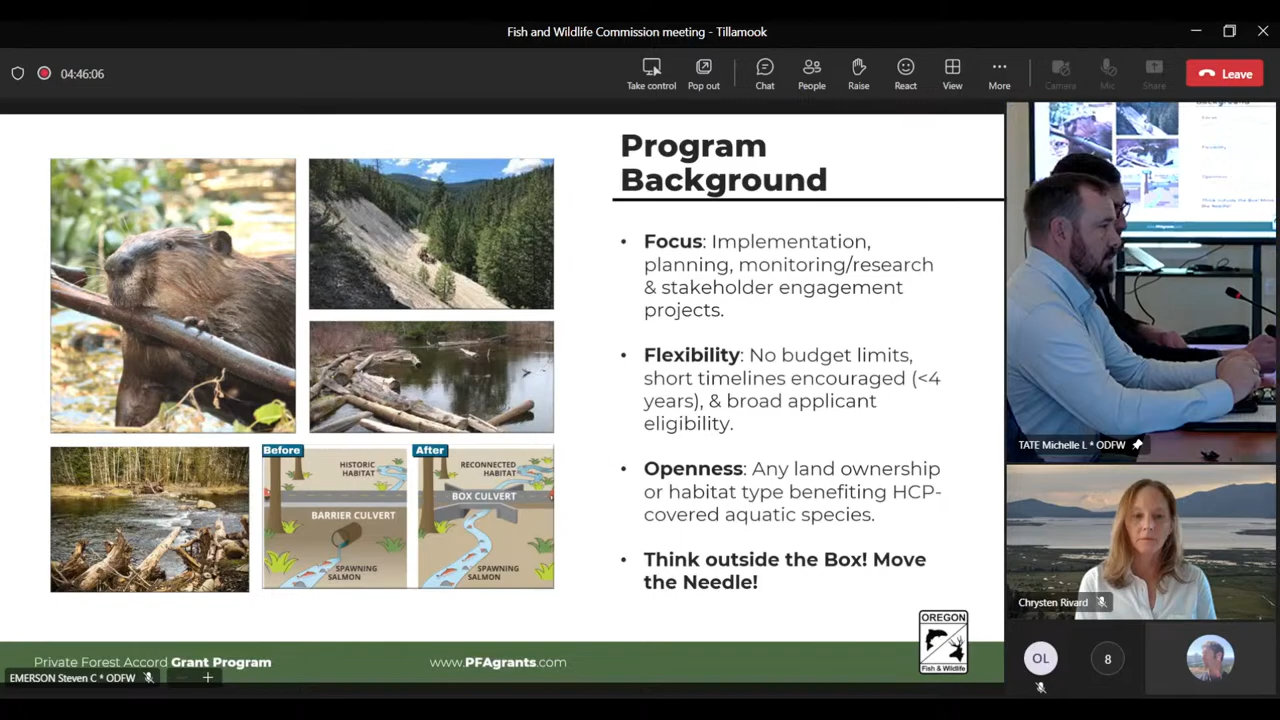 Fish and Wildlife Commission meeting - Tillamook
04:46:06
Take control
Pop out
Chat
People
Raise
React
View
More
Camera
Mic
Share
Leave
Program
Background
• Focus: Implementation,
planning, monitoring/research
& stakeholder engagement
projects.
• Flexibility: No budget limits,
short timelines encouraged (<4
years), & broad applicant
eligibility.
• Openness: Any land ownership
or habitat type benefiting HCP-
covered aquatic species.
• Think outside the Box! Move
the Needle!
Before
HISTORIC
HABITAT
BARRIER CULVERT
SPAWNING
SALMON
After
RECONNECTED
HABITAT
BOX CULVERT
SPAWNING
SALMON
OREGON
Fish & Wildlife
Private Forest Accord Grant Program
www.PFAgrants.com
EMERSON Steven C * ODFW
TATE Michelle L * ODFW
Chrysten Rivard
OL
8